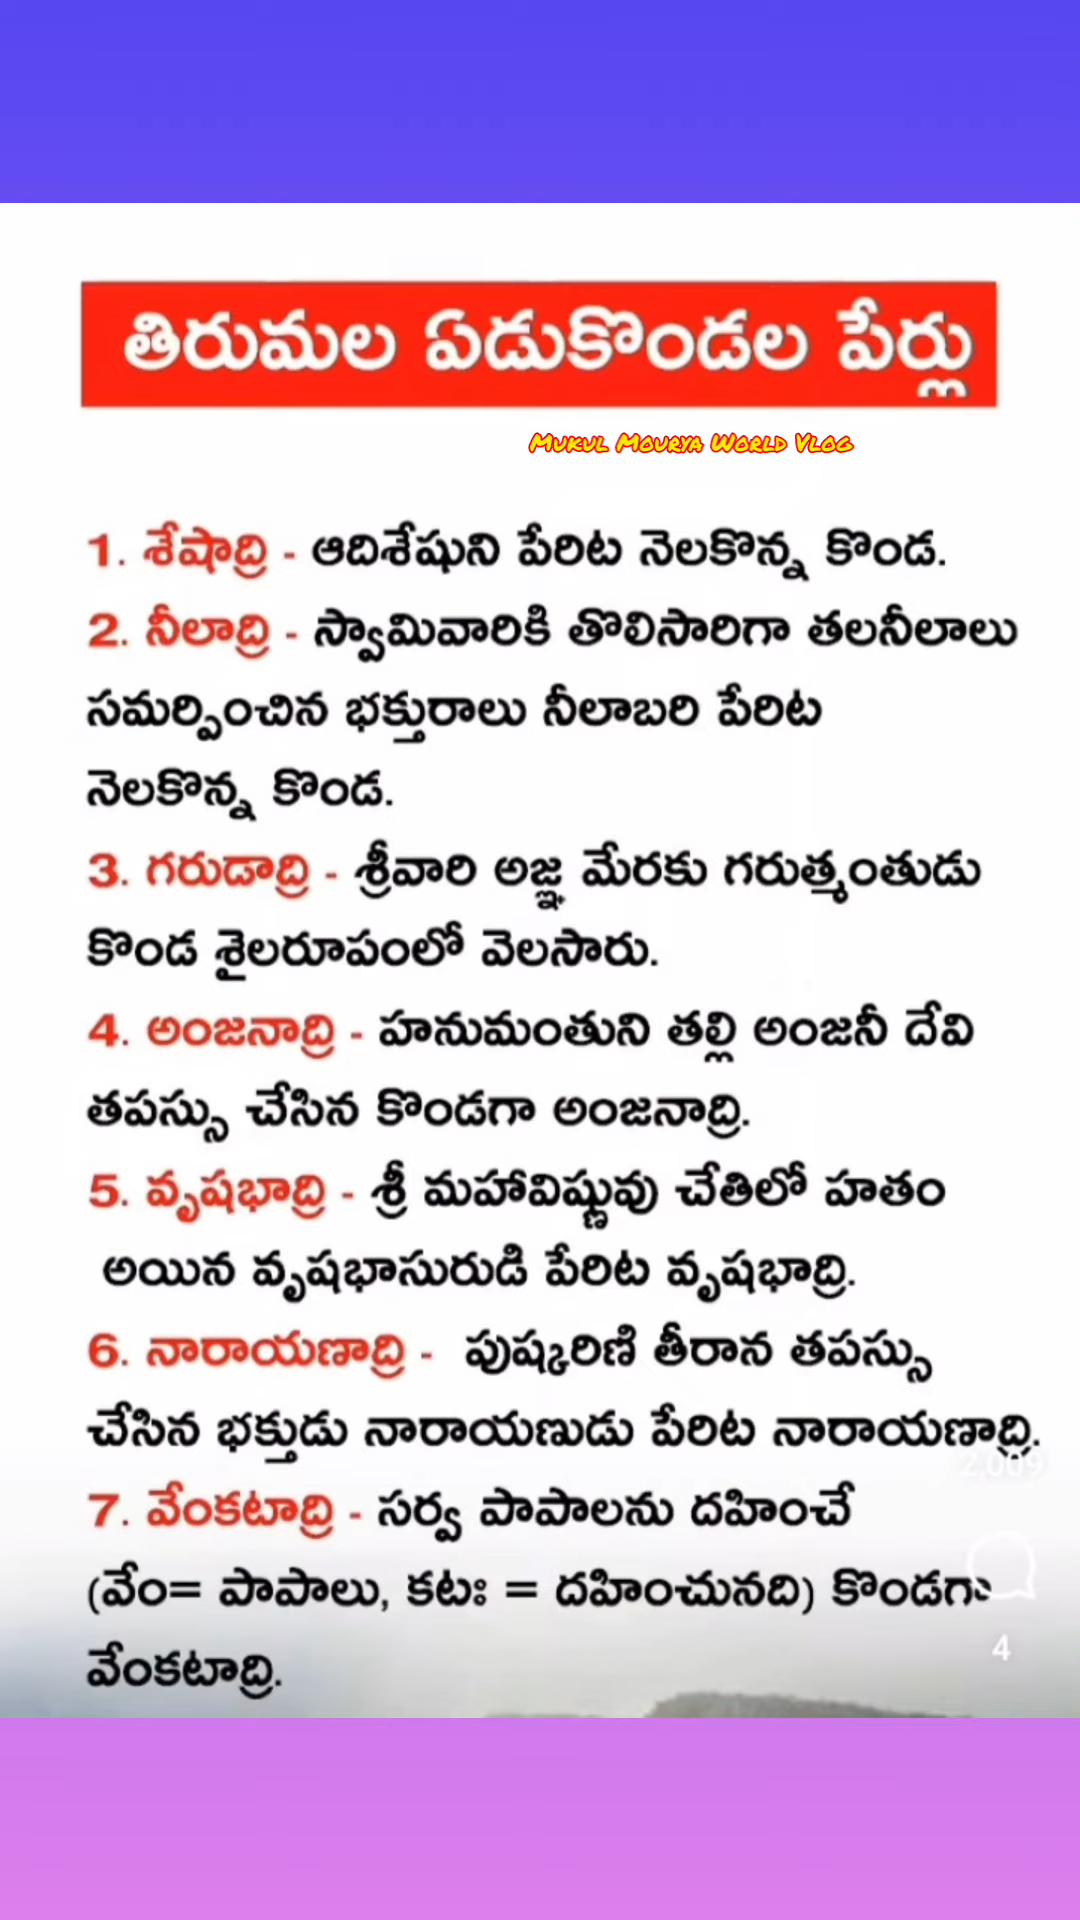 తిరుమల ఏడుకొండల పేర్లు
Mukul Mourya World Vlog
1. శేషాద్రి - ఆదిశేషుని పేరిట నెలకొన్న కొండ.
2. నీలాద్రి - స్వామివారికి తొలిసారిగా తలనీలాలు
సమర్పించిన భక్తురాలు నీలాబరి పేరిట
నెలకొన్న కొండ.
3. గరుడాద్రి - శ్రీవారి అజ్ఞ మేరకు గరుత్మంతుడు
కొండ శైలరూపంలో వెలసారు.
4. అంజనాద్రి - హనుమంతుని తల్లి అంజనీ దేవి
తపస్సు చేసిన కొండగా అంజనాద్రి.
5. వృషభాద్రి - శ్రీ మహావిష్ణువు చేతిలో హతం
అయిన వృషభాసురుడి పేరిట వృషభాద్రి.
6. నారాయణాద్రి - పుష్కరిణి తీరాన తపస్సు
చేసిన భక్తుడు నారాయణుడు పేరిట నారాయణాద్రి.
2,009
7. వేంకటాద్రి - సర్వ పాపాలను దహించే
(వేం= పాపాలు, కటః = దహించునది) కొండగా
4
వేంకటాద్రి.